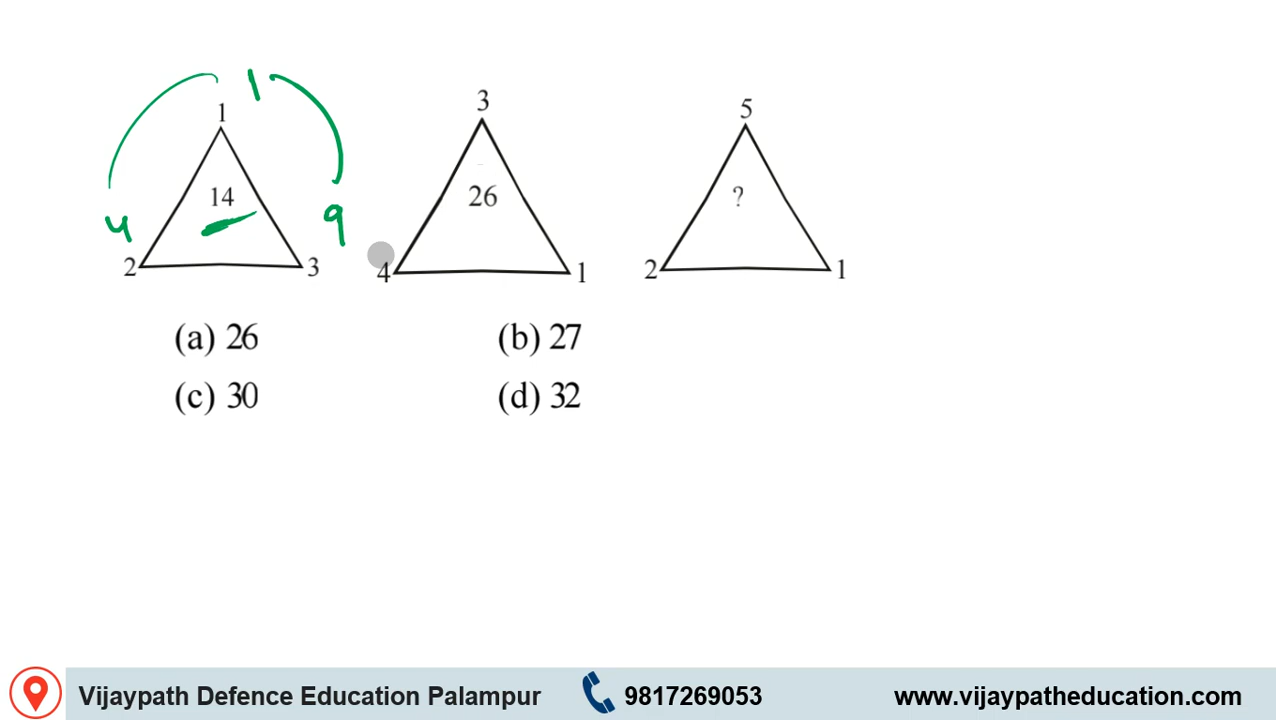 1
1 3 5
14 26 ?
4 9
2 3 4 1 2 1
(a) 26 (b) 27
(c) 30 (d) 32
Vijaypath Defence Education Palampur 9817269053 www.vijaypatheducation.com